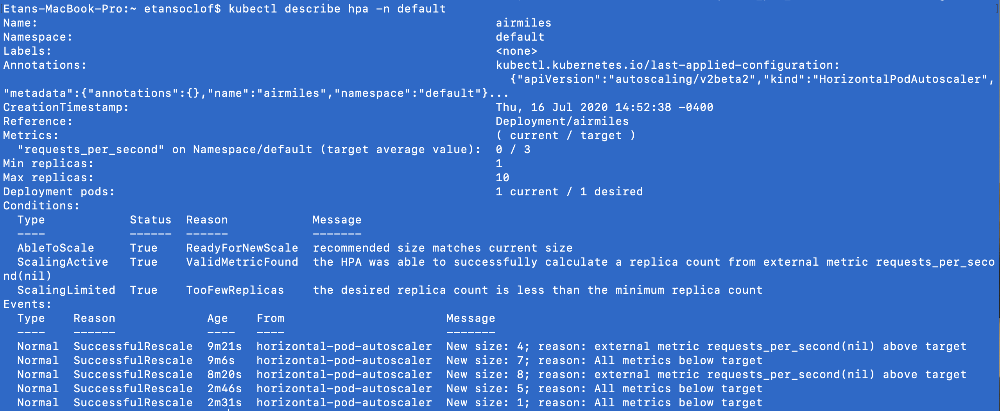 Etans-MacBook-Pro:~ etansoclof$ kubectl describe hpa -n default
Name: airmiles
Namespace: default
Labels: <none>
Annotations: kubectl.kubernetes.io/last-applied-configuration:
{"apiVersion":"autoscaling/v2beta2","kind":"HorizontalPodAutoscaler",
"metadata":{"annotations":{},"name":"airmiles","namespace":"default"}...
CreationTimestamp: Thu, 16 Jul 2020 14:52:38 -0400
Reference: Deployment/airmiles
Metrics: ( current / target )
"requests_per_second" on Namespace/default (target average value): 0 / 3
Min replicas: 1
Max replicas: 10
Deployment pods: 1 current / 1 desired
Conditions:
Type Status Reason Message
---- ------ ------ -------
AbleToScale True ReadyForNewScale recommended size matches current size
ScalingActive True ValidMetricFound the HPA was able to successfully calculate a replica count from external metric requests_per_seco
nd(nil)
ScalingLimited True TooFewReplicas the desired replica count is less than the minimum replica count
Events:
Type Reason Age From Message
---- ------ ---- ---- -------
Normal SuccessfulRescale 9m21s horizontal-pod-autoscaler New size: 4; reason: external metric requests_per_second(nil) above target
Normal SuccessfulRescale 9m6s horizontal-pod-autoscaler New size: 7; reason: All metrics below target
Normal SuccessfulRescale 8m20s horizontal-pod-autoscaler New size: 8; reason: external metric requests_per_second(nil) above target
Normal SuccessfulRescale 2m46s horizontal-pod-autoscaler New size: 5; reason: All metrics below target
Normal SuccessfulRescale 2m31s horizontal-pod-autoscaler New size: 1; reason: All metrics below target